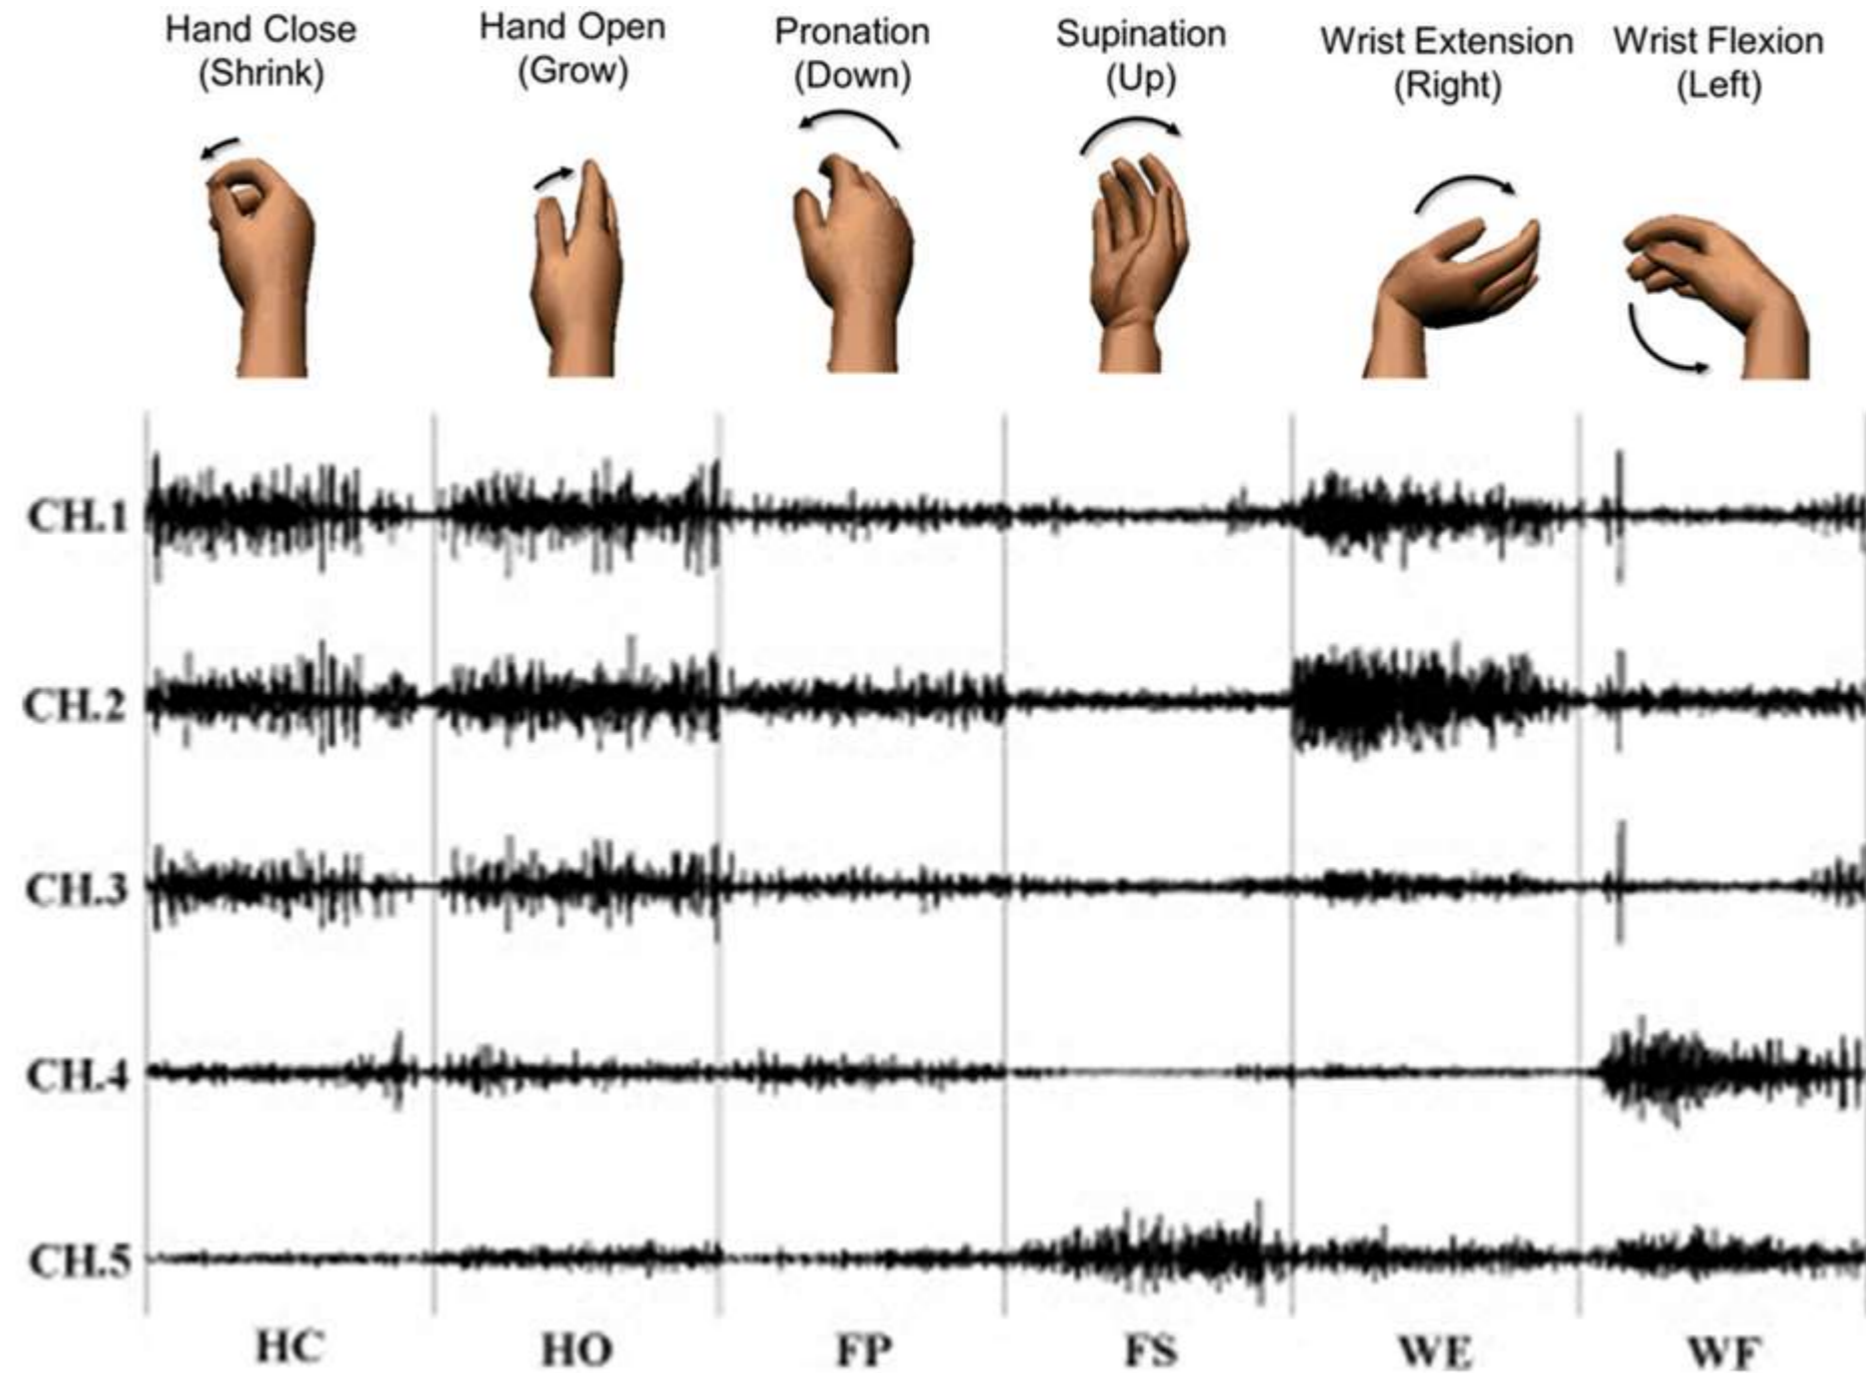 Hand Close
(Shrink)
Hand Open
(Grow)
Pronation
(Down)
Supination
(Up)
Wrist Extension
(Right)
Wrist Flexion
(Left)
CH.1
CH.2
CH.3
CH.4
CH.5
HC
HO
FP
FS
WE
WF